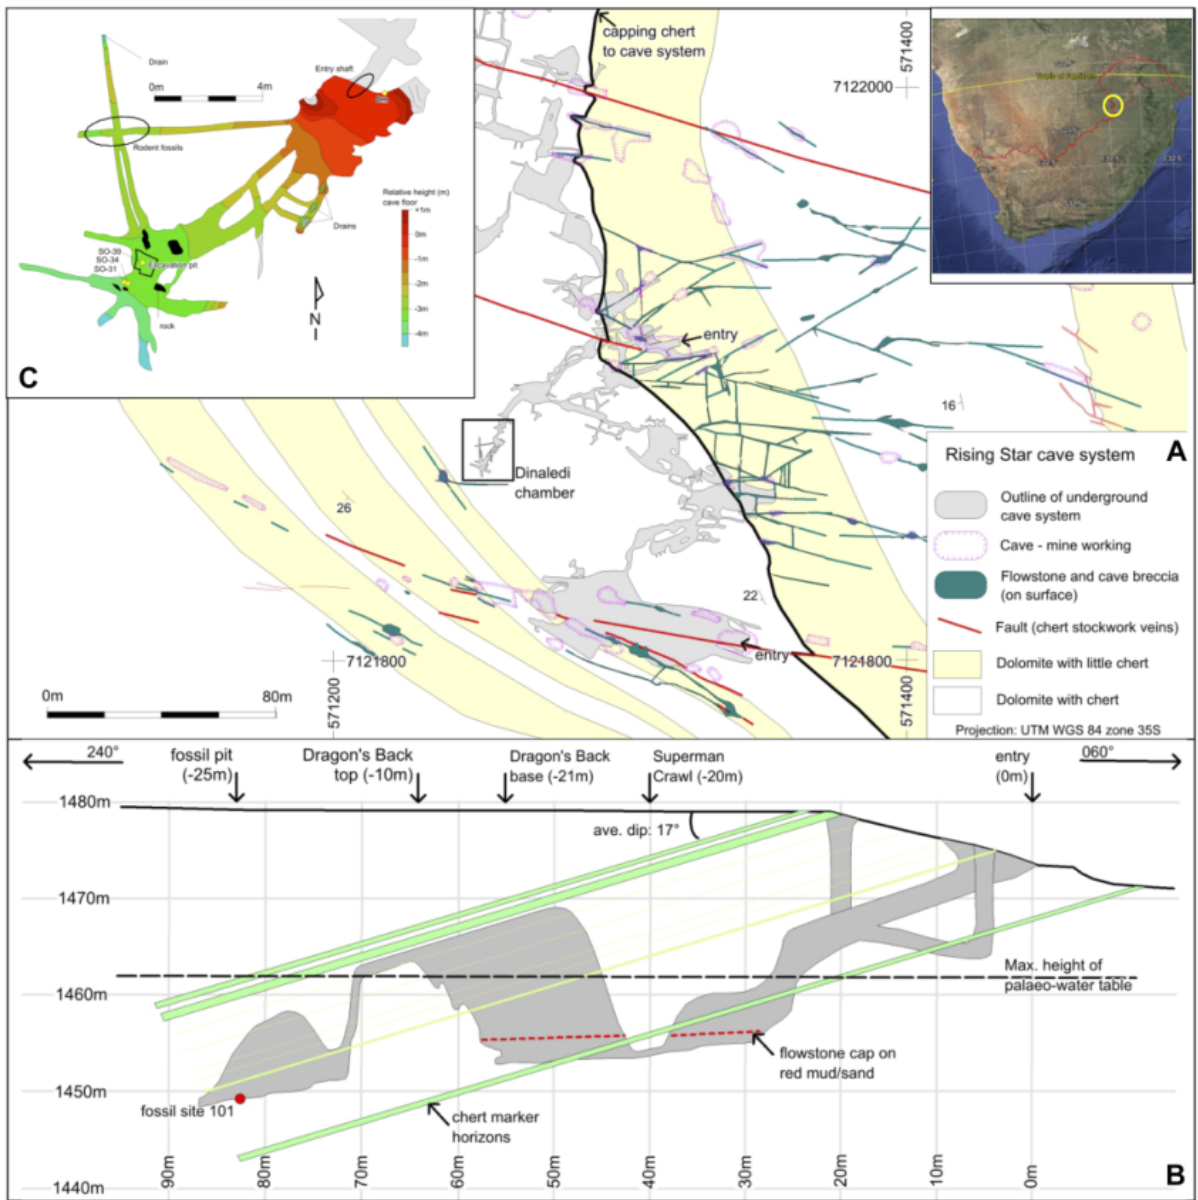 capping chert
to cave system
571400
7122000
Drain
0m
4m
Entry shaft
Rodent fossils
Relative height (m)
cave floor
+1m
0m
-1m
-2m
-3m
-4m
Drains
SO-39
SO-34
SO-31
Excavation pit
rock
N
C
entry
16
Dinaledi
chamber
26
22
entry
7121800
7121800
571200
571400
0m
80m
Rising Star cave system
A
Outline of underground
cave system
Cave - mine working
Flowstone and cave breccia
(on surface)
Fault (chert stockwork veins)
Dolomite with little chert
Dolomite with chert
Projection: UTM WGS 84 zone 35S
240°
fossil pit
(-25m)
Dragon's Back
top (-10m)
Dragon's Back
base (-21m)
Superman
Crawl (-20m)
entry
(0m)
060°
1480m
ave. dip: 17°
1470m
Max. height of
palaeo-water table
1460m
flowstone cap on
red mud/sand
1450m
fossil site 101
chert marker
horizons
1440m
90m
80m
70m
60m
50m
40m
30m
20m
10m
0m
B